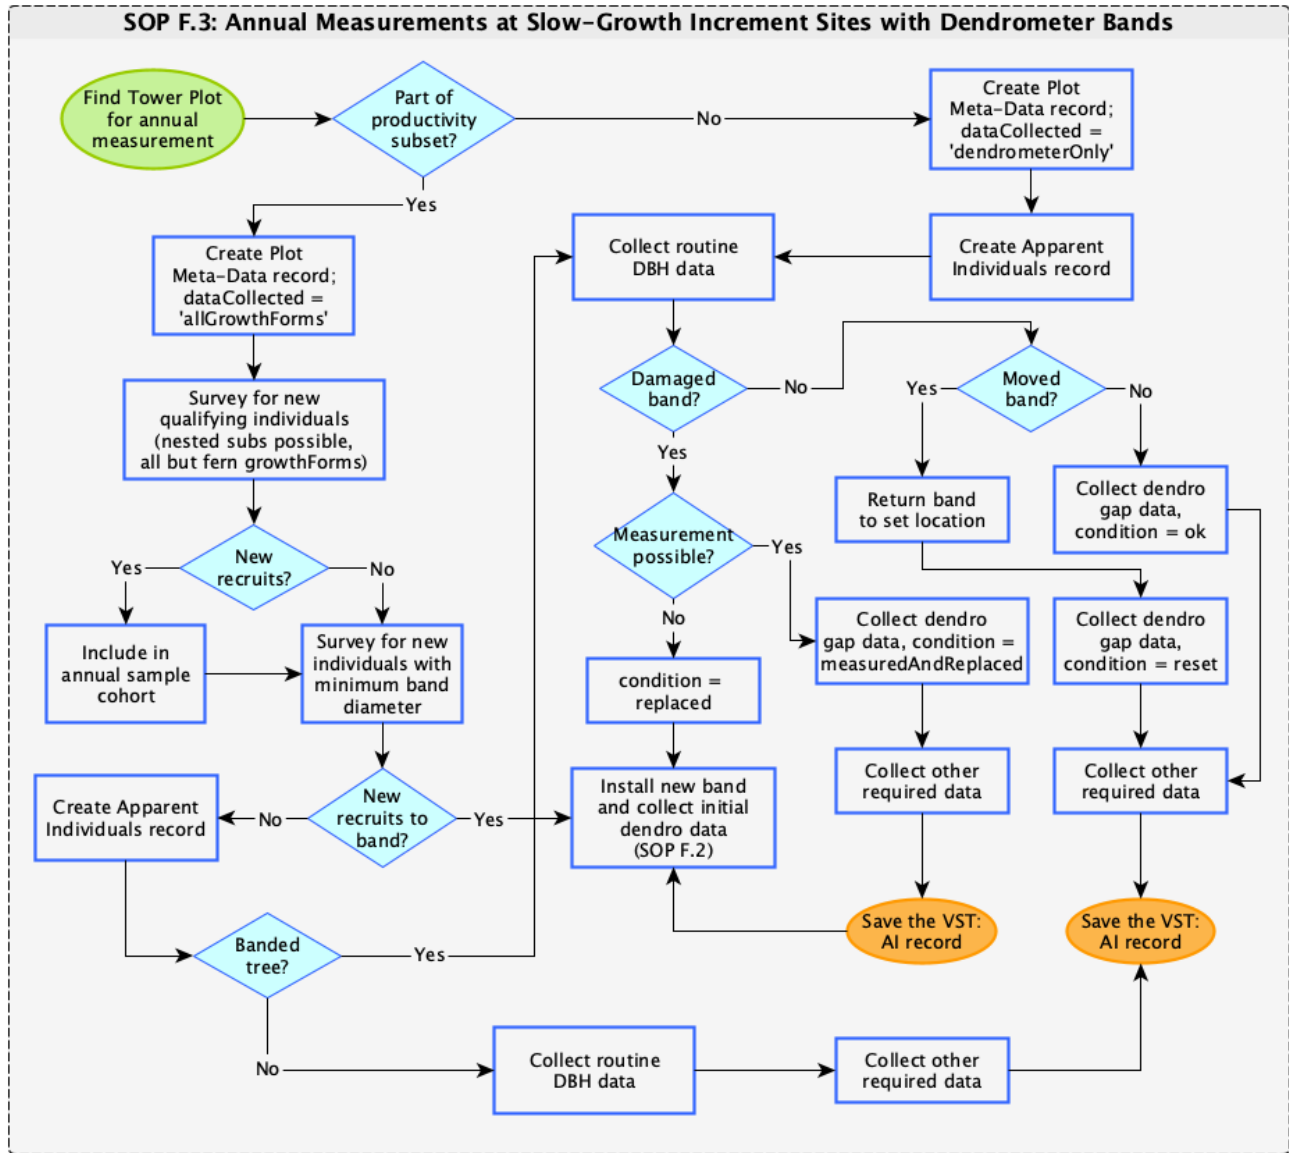 SOP F.3: Annual Measurements at Slow-Growth Increment Sites with Dendrometer Bands
Find Tower Plot
for annual
measurement
Part of
productivity
subset?
No
Create Plot
Meta-Data record;
dataCollected =
'dendrometerOnly'
Yes
Create Plot
Meta-Data record;
dataCollected =
'allGrowthForms'
Collect routine
DBH data
Create Apparent
Individuals record
Survey for new
qualifying individuals
(nested subs possible,
all but fern growthForms)
Damaged
band?
No
Yes
Moved
band?
No
Yes
Return band
to set location
Collect dendro
gap data,
condition = ok
Measurement
possible?
Yes
New
recruits?
Yes
No
No
Include in
annual sample
cohort
Survey for new
individuals with
minimum band
diameter
condition =
replaced
Collect dendro
gap data, condition =
measuredAndReplaced
Collect dendro
gap data,
condition = reset
Create Apparent
Individuals record
No
New
recruits to
band?
Yes
Install new band
and collect initial
dendro data
(SOP F.2)
Collect other
required data
Collect other
required data
Banded
tree?
Yes
Save the VST:
AI record
Save the VST:
AI record
No
Collect routine
DBH data
Collect other
required data